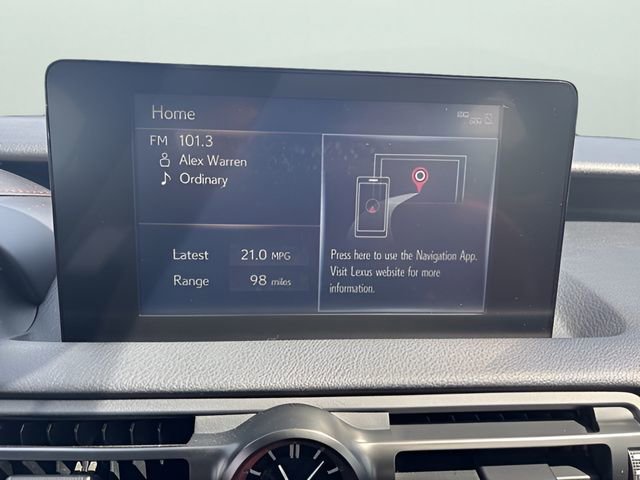 Home
FM 101.3
Alex Warren
Ordinary
Latest 21.0 MPG
Range 98 miles
Press here to use the Navigation App.
Visit Lexus website for more
information.